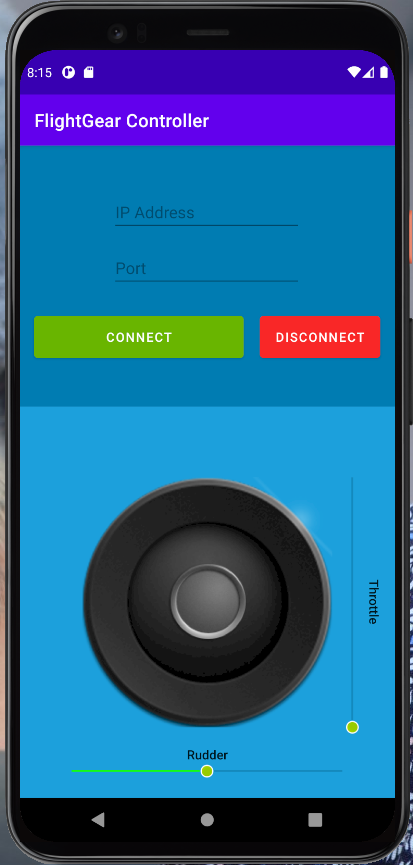 8:15
FlightGear Controller
IP Address
Port
CONNECT
DISCONNECT
Throttle
Rudder